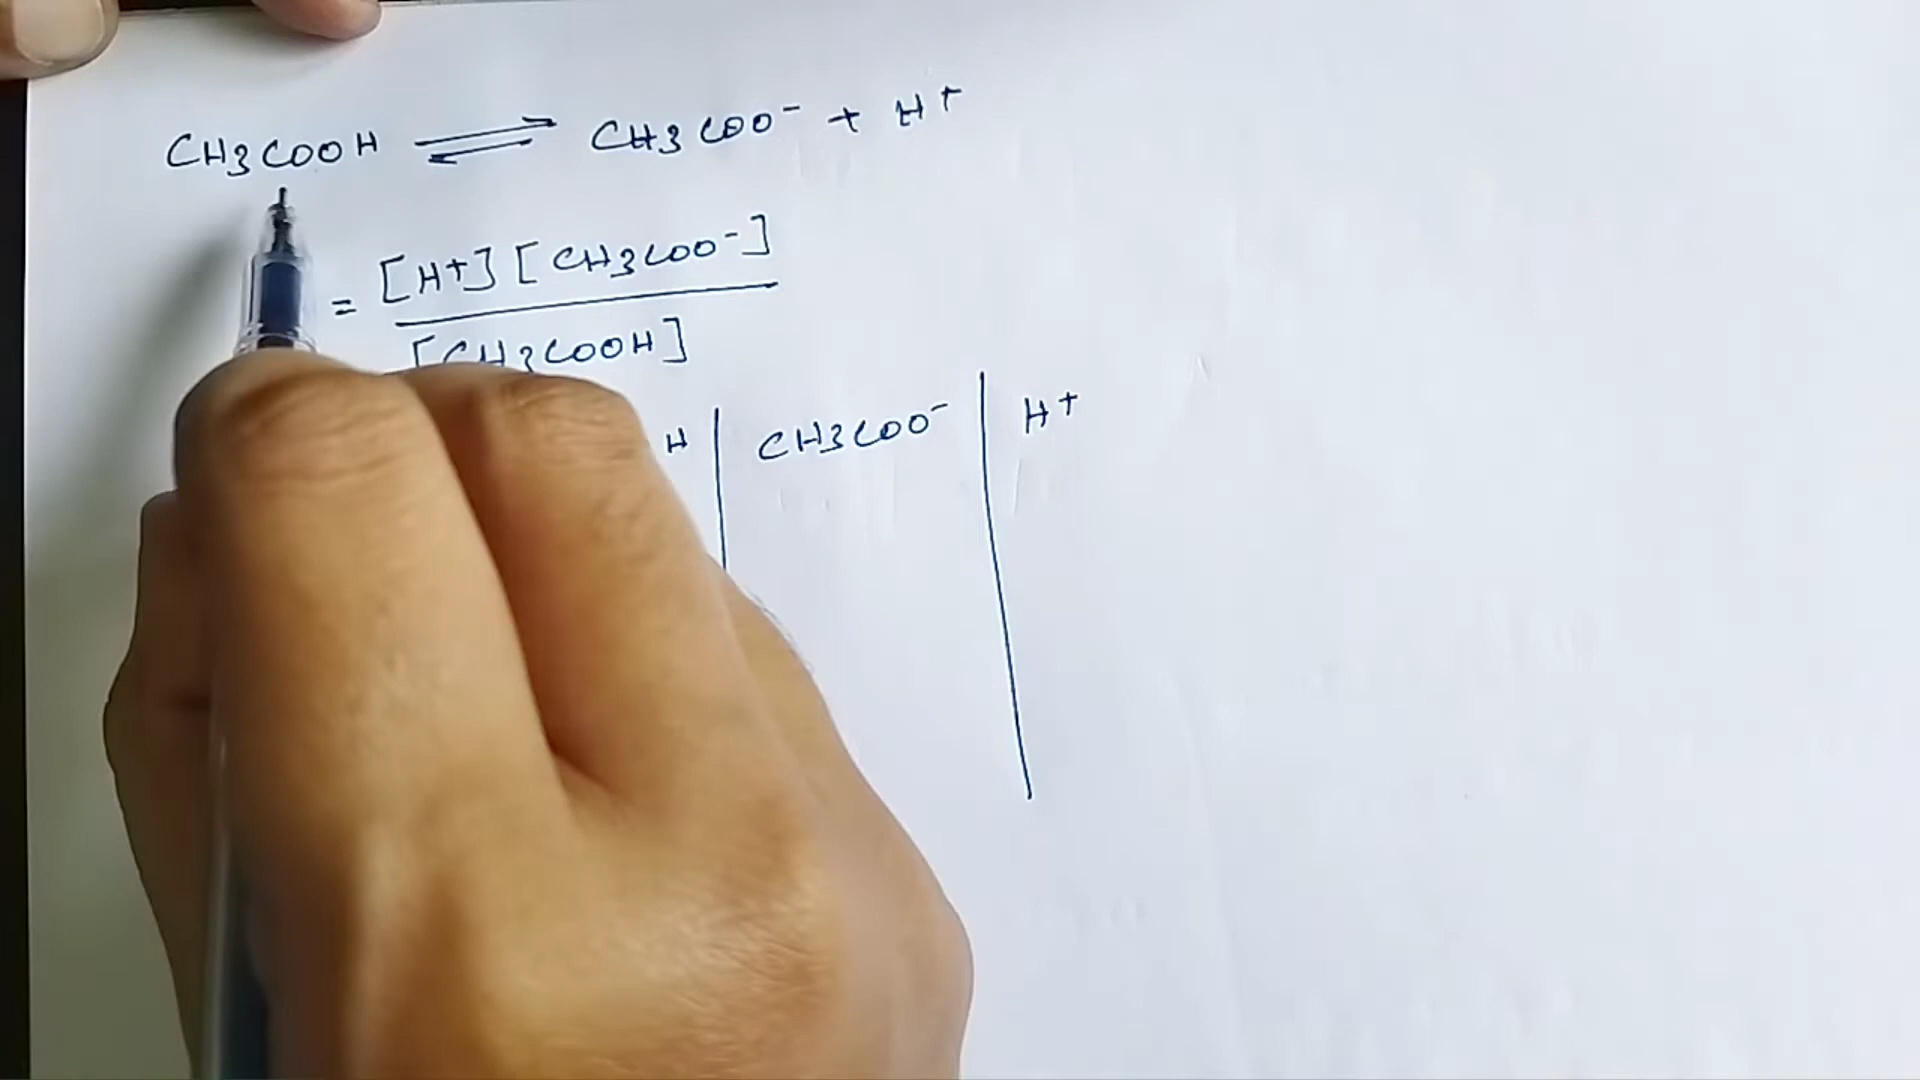 CH3COOH ⇌ CH3COO⁻ + H⁺
= [H+] [CH3COO⁻]
[CH3COOH]
H | CH3COO⁻ | H⁺